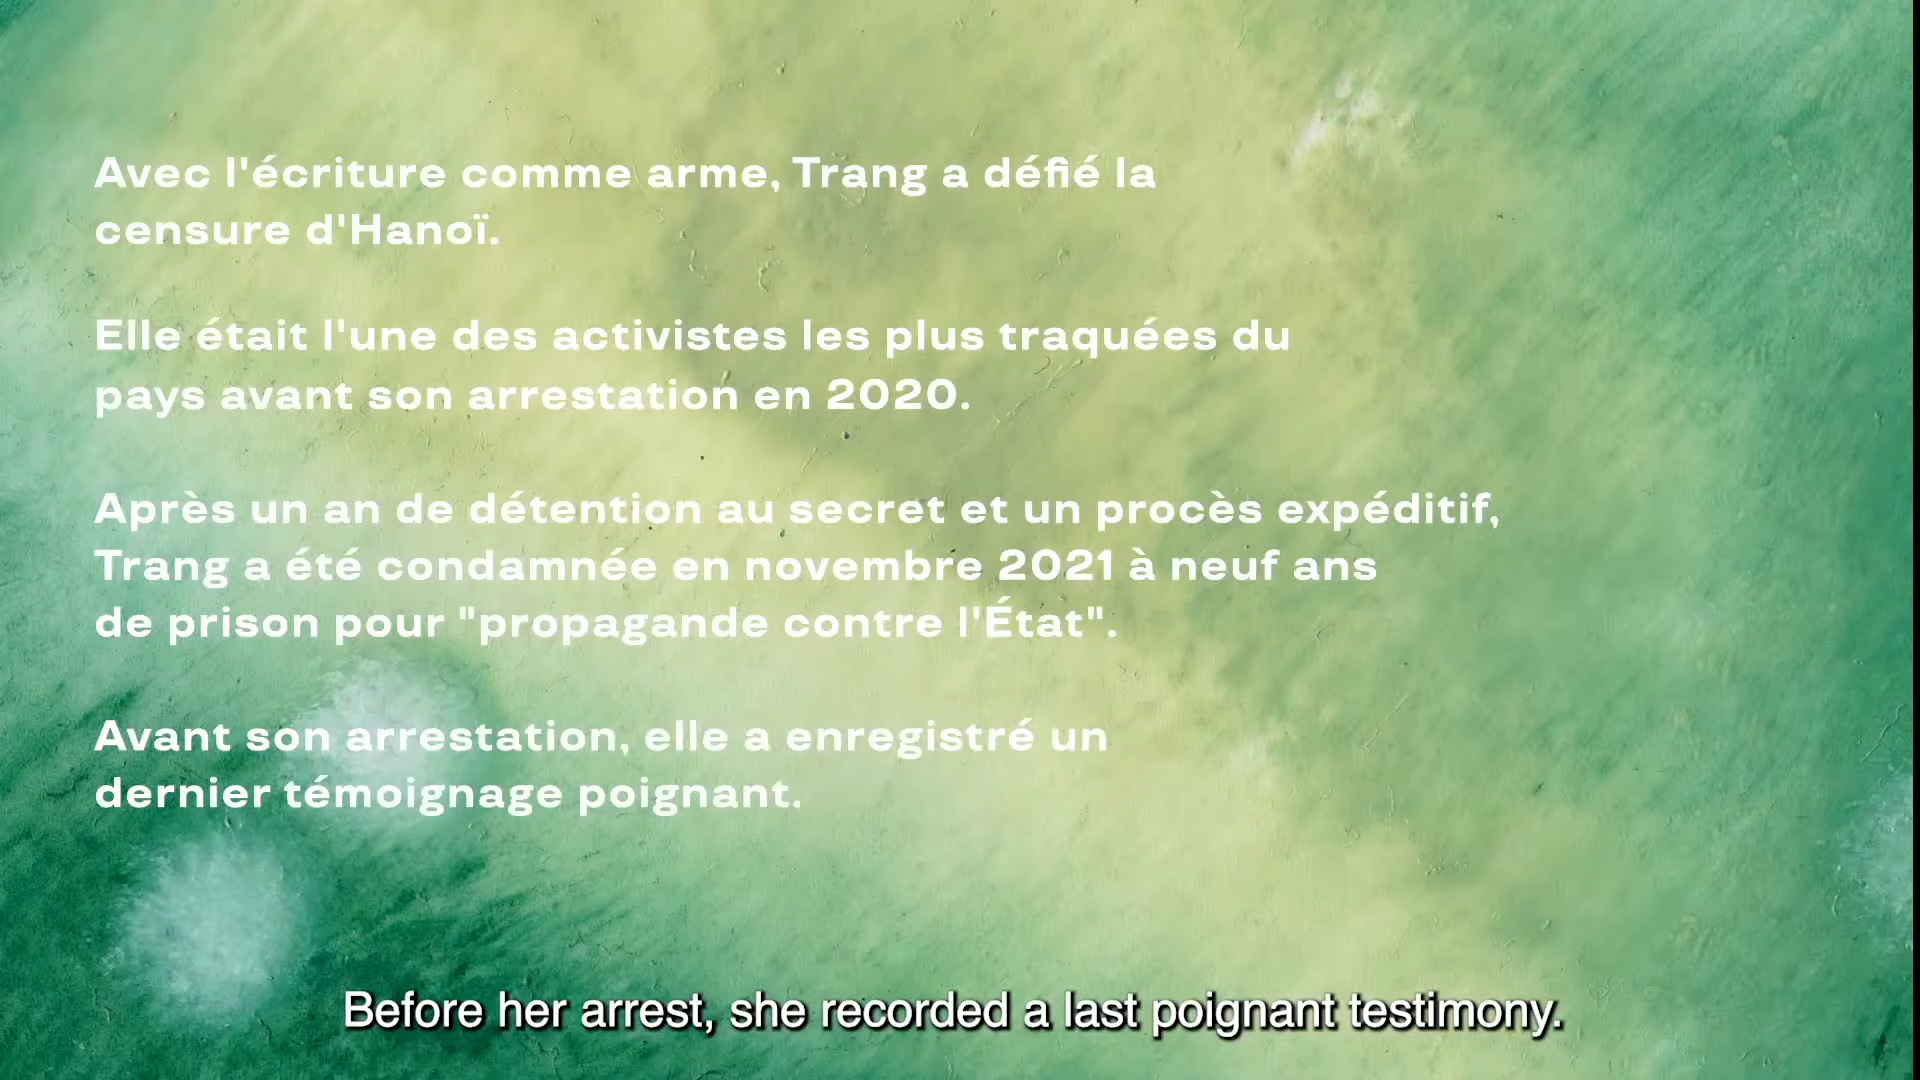 Avec l'écriture comme arme, Trang a défié la
censure d'Hanoï.
Elle était l'une des activistes les plus traquées du
pays avant son arrestation en 2020.
Après un an de détention au secret et un procès expéditif,
Trang a été condamnée en novembre 2021 à neuf ans
de prison pour "propagande contre l'État".
Avant son arrestation, elle a enregistré un
dernier témoignage poignant.
Before her arrest, she recorded a last poignant testimony.